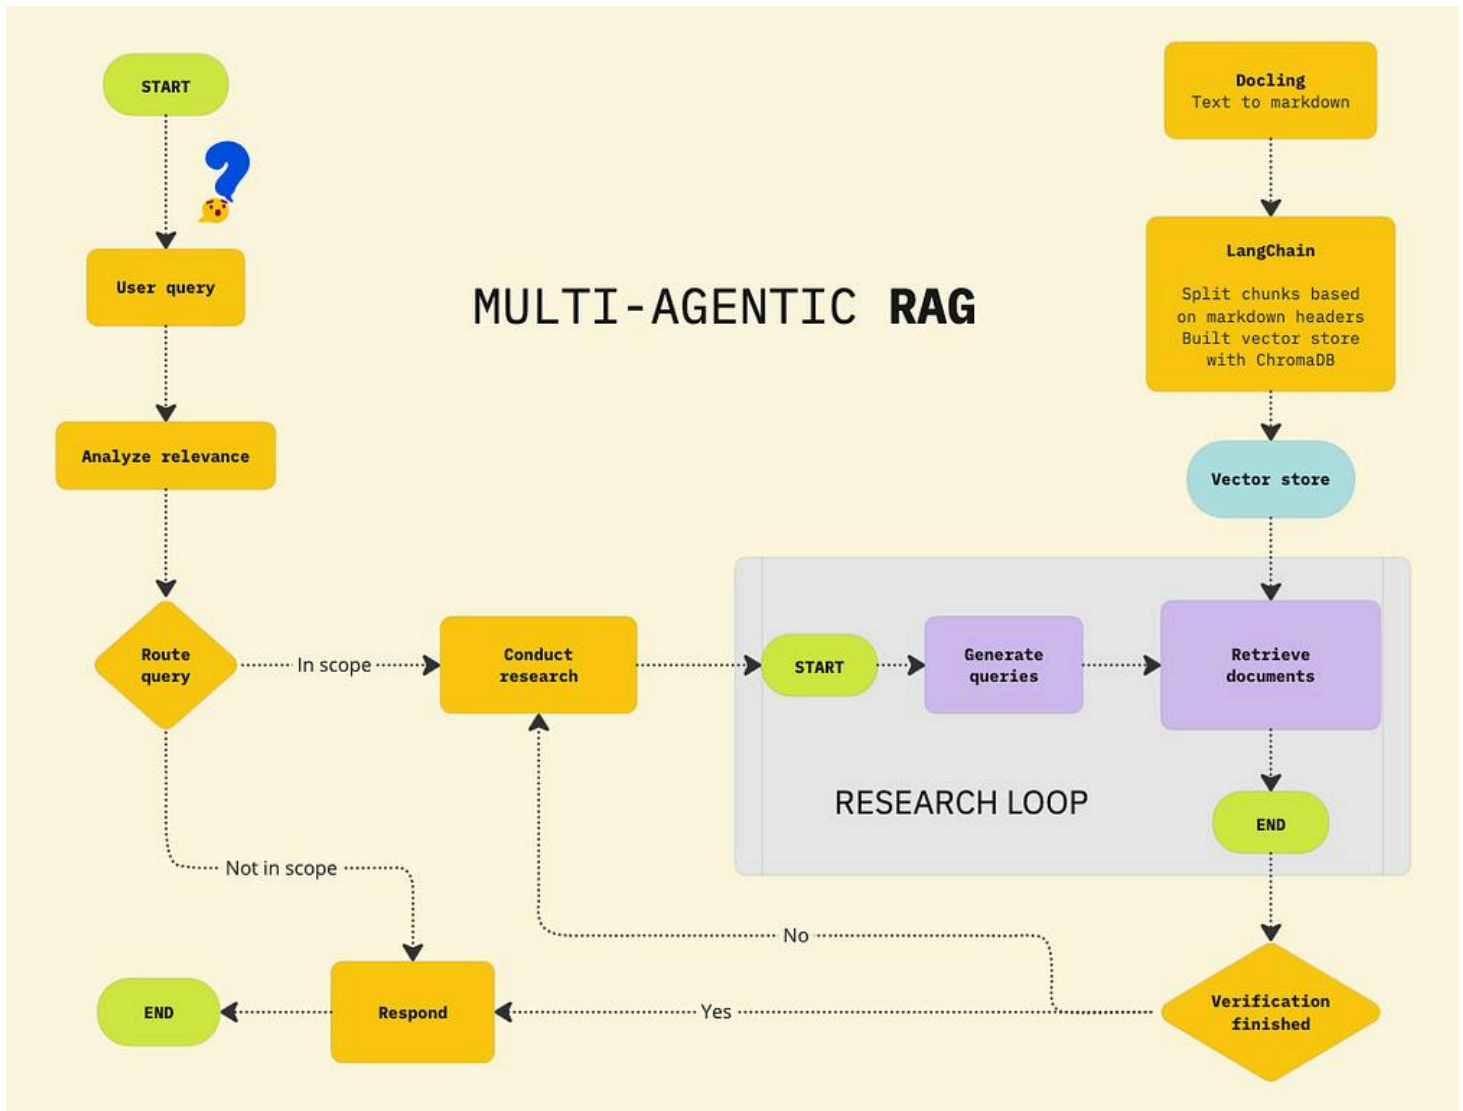 START
Docling
Text to markdown
User query
LangChain
Split chunks based
on markdown headers
Built vector store
with ChromaDB
MULTI-AGENTIC RAG
Analyze relevance
Vector store
Route
query
In scope
Conduct
research
START
Generate
queries
Retrieve
documents
RESEARCH LOOP
END
Not in scope
No
END
Respond
Yes
Verification
finished